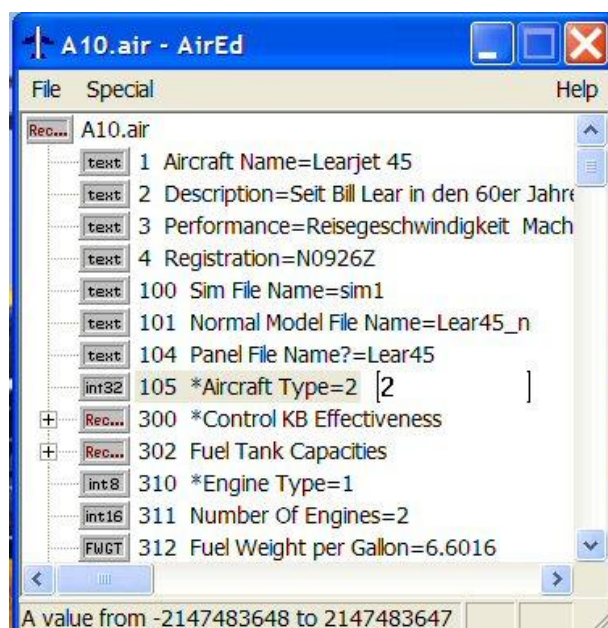 A10.air - AirEd
File Special Help
Rec... A10.air
text 1 Aircraft Name=Learjet 45
text 2 Description=Seit Bill Lear in den 60er Jahre
text 3 Performance=Reisegeschwindigkeit Mach
text 4 Registration=N0926Z
text 100 Sim File Name=sim1
text 101 Normal Model File Name=Lear45_n
text 104 Panel File Name?=Lear45
int32 105 *Aircraft Type=2 [2 ]
Rec... 300 *Control KB Effectiveness
Rec... 302 Fuel Tank Capacities
int8 310 *Engine Type=1
int16 311 Number Of Engines=2
FWGT 312 Fuel Weight per Gallon=6.6016
A value from -2147483648 to 2147483647